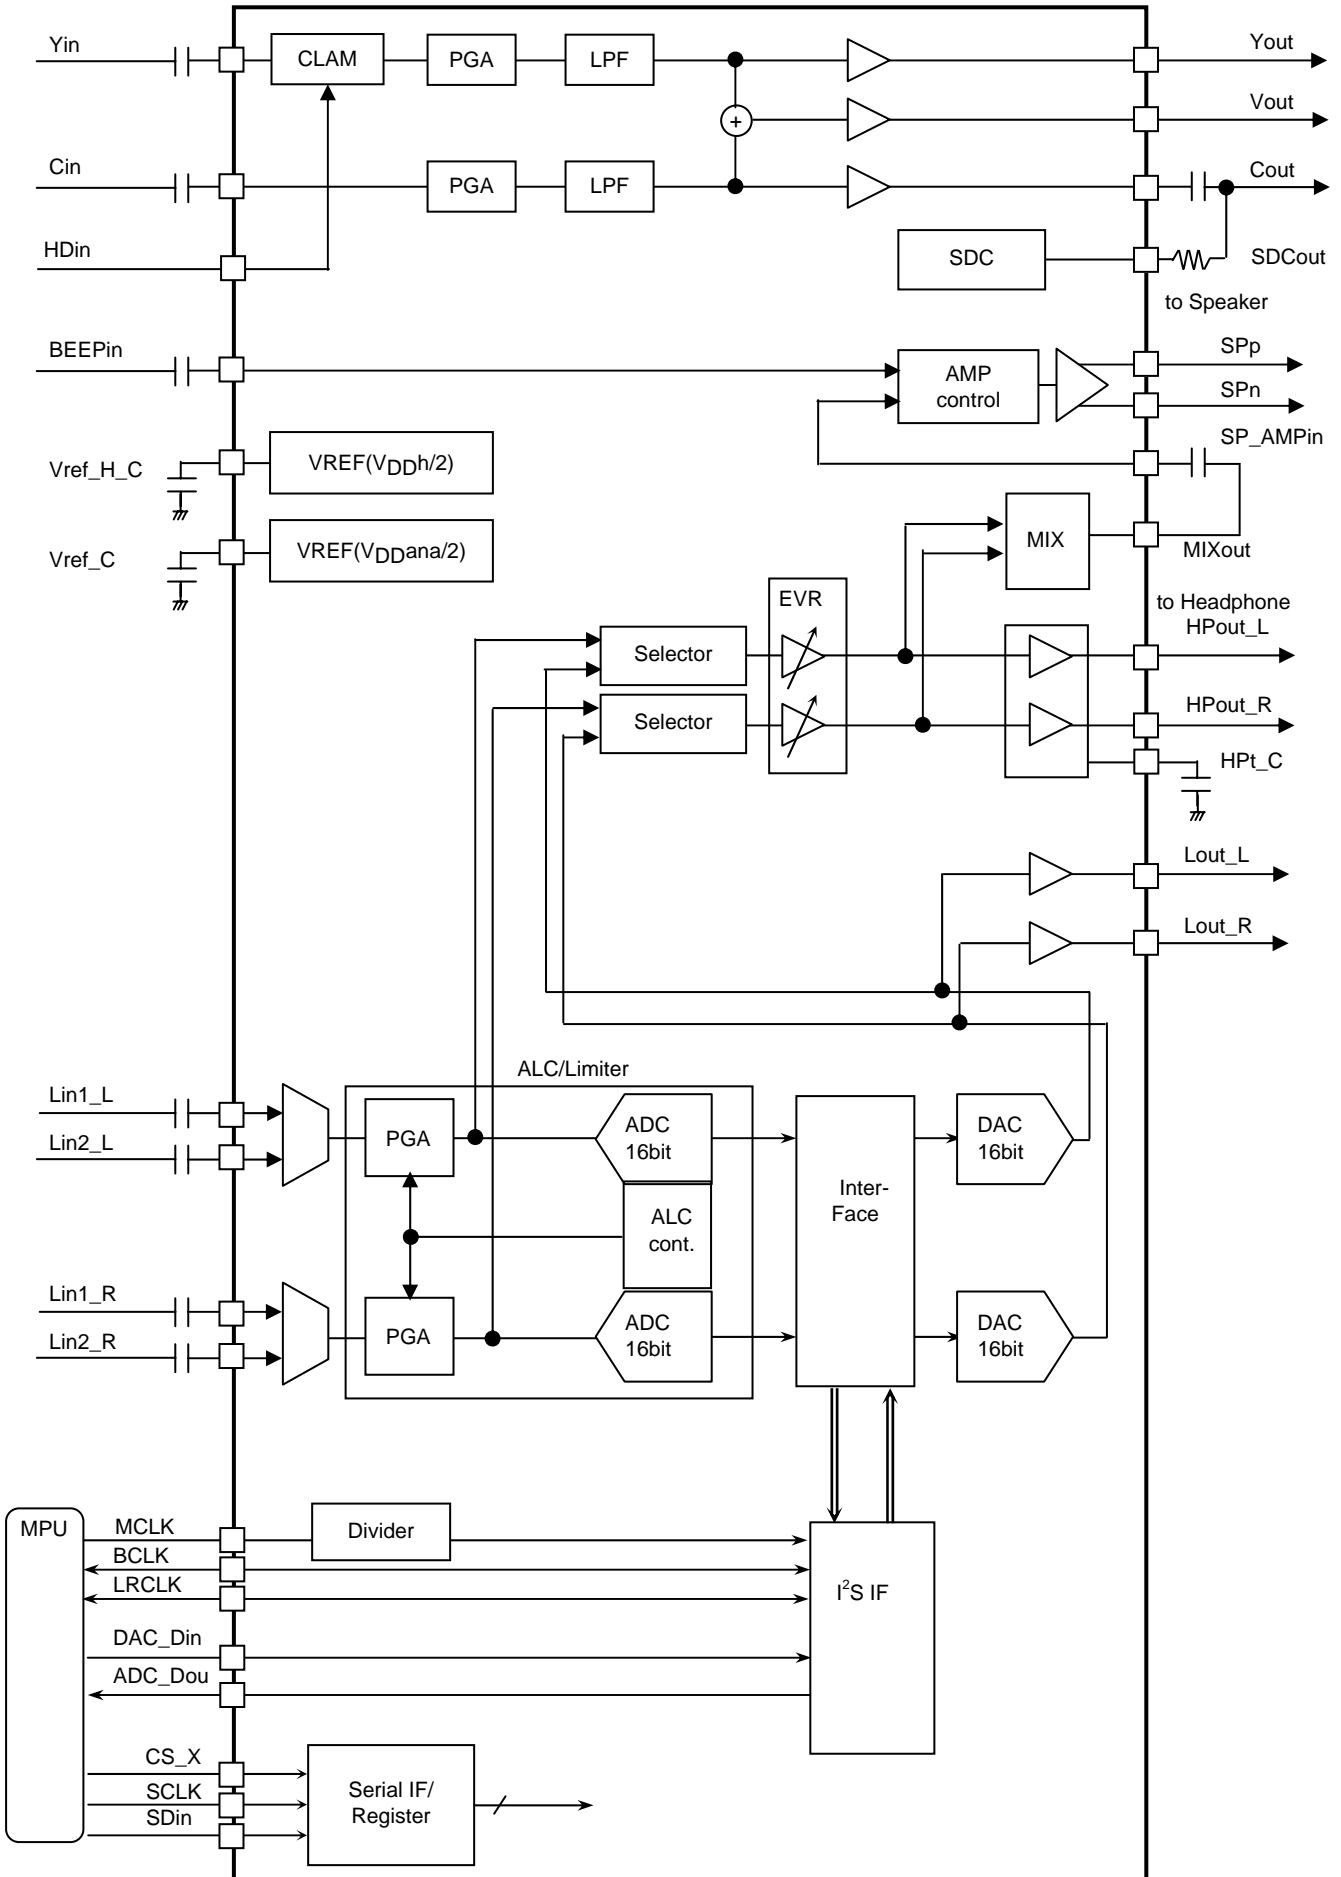 Yin
CLAM
PGA
LPF
Yout
+
Vout
Cin
PGA
LPF
Cout
HDin
SDC
SDCout
to Speaker
BEEPin
AMP
control
SPp
SPn
SP_AMPin
Vref_H_C
VREF(VDDh/2)
MIX
MIXout
Vref_C
VREF(VDDana/2)
EVR
to Headphone
HPout_L
Selector
Selector
HPout_R
HPt_C
Lout_L
Lout_R
ALC/Limiter
Lin1_L
Lin2_L
PGA
ADC
16bit
DAC
16bit
Inter-
Face
ALC
cont.
Lin1_R
Lin2_R
PGA
ADC
16bit
DAC
16bit
MPU
MCLK
Divider
BCLK
LRCLK
I²S IF
DAC_Din
ADC_Dou
CS_X
SCLK
SDin
Serial IF/
Register